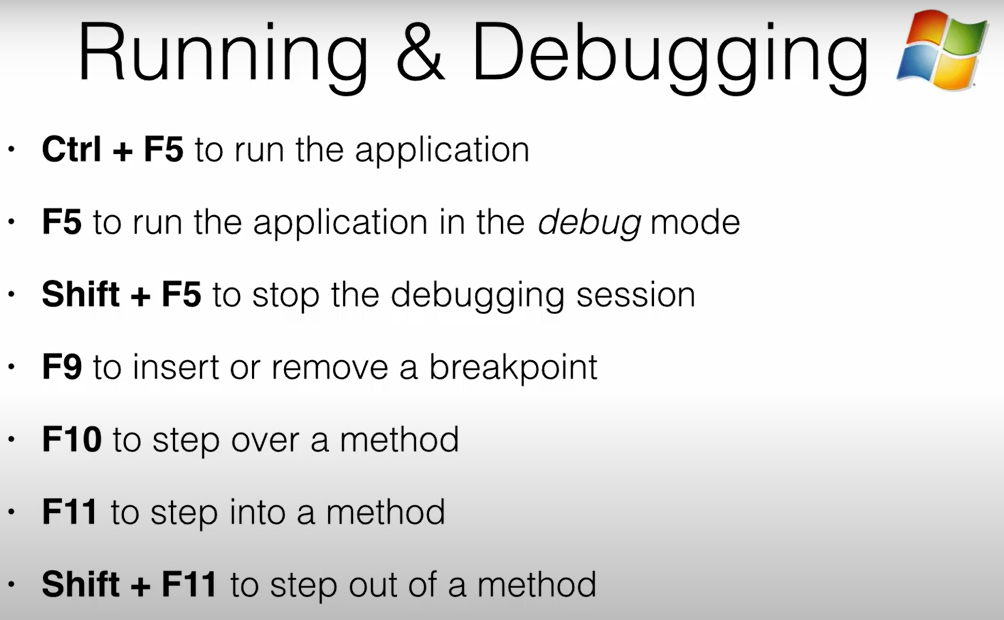 Running & Debugging
• Ctrl + F5 to run the application
• F5 to run the application in the debug mode
• Shift + F5 to stop the debugging session
• F9 to insert or remove a breakpoint
• F10 to step over a method
• F11 to step into a method
• Shift + F11 to step out of a method